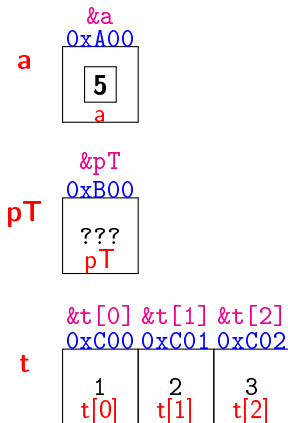 &a
0xA00
a
5
a
&pT
0xB00
pT
???
pT
&t[0] &t[1] &t[2]
0xC00 0xC01 0xC02
t
1 2 3
t[0] t[1] t[2]